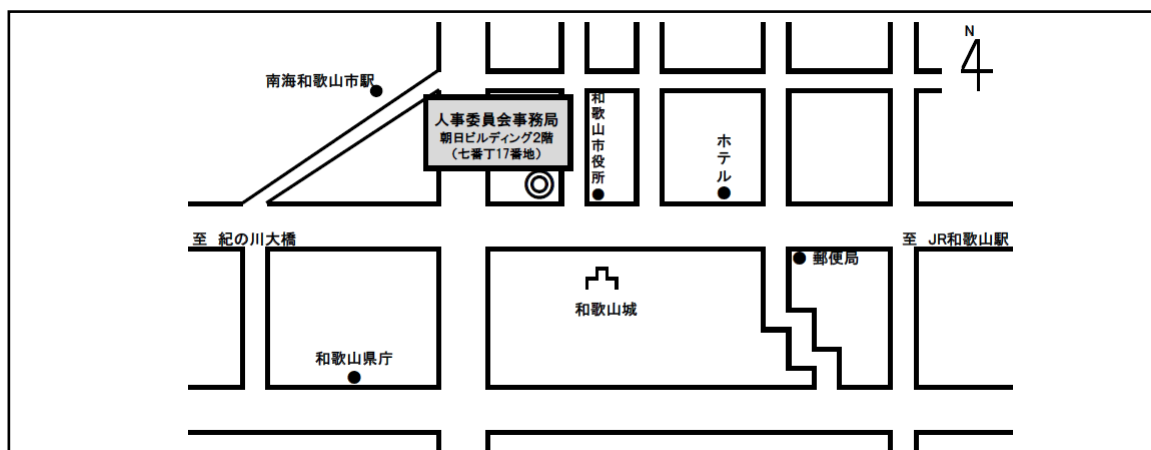 N
南海和歌山市駅
人事委員会事務局
朝日ビルディング2階
(七番丁17番地)
和歌山市役所
ホテル
至 紀の川大橋
至 JR和歌山駅
郵便局
和歌山城
和歌山県庁